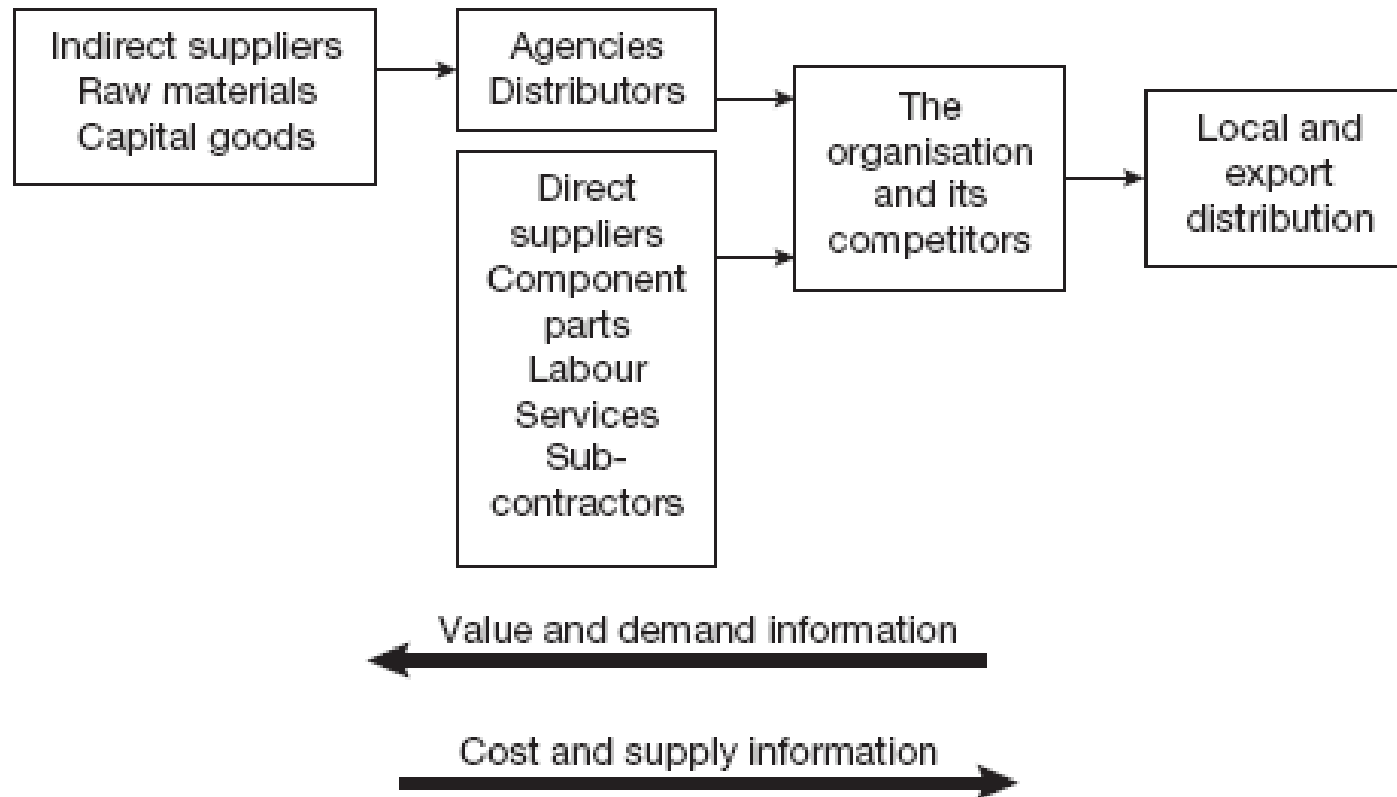 Indirect suppliers
Raw materials
Capital goods
Agencies
Distributors
Direct
suppliers
Component
parts
Labour
Services
Sub-
contractors
The
organisation
and its
competitors
Local and
export
distribution
Value and demand information
Cost and supply information